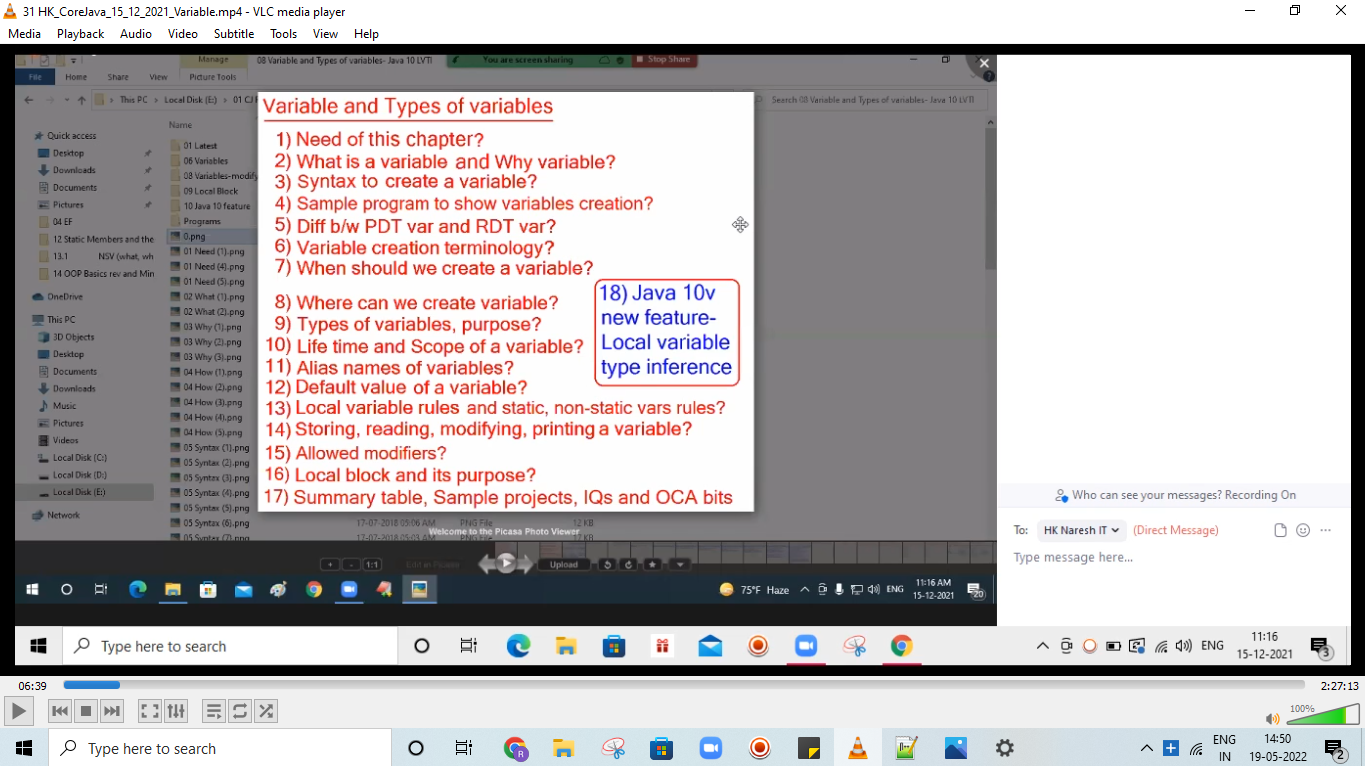 31 HK_CoreJava_15_12_2021_Variable.mp4 - VLC media player
Media Playback Audio Video Subtitle Tools View Help
Manage 08 Variable and Types of variables- Java 10 LVTI You are screen sharing Stop Share
File Home Share View Picture Tools
This PC Local Disk (E:) Search 08 Variable and Types of variables- Java 10 LVTI
Quick access
Desktop
Downloads
Documents
Pictures
04 EF
12 Static Members and the
13.1 NSV (what, wh
14 OOP Basics rev and Min
OneDrive
This PC
3D Objects
Desktop
Documents
Downloads
Music
Pictures
Videos
Local Disk (C:)
Local Disk (D:)
Local Disk (E:)
Network
Name
01 Latest
06 Variables
08 Variables-modify
09 Local Block
10 Java 10 feature
Programs
0.png
01 Need (1).png
01 Need (4).png
01 Need (5).png
02 What (1).png
02 What (2).png
03 Why (1).png
03 Why (2).png
03 Why (3).png
04 How (1).png
04 How (2).png
04 How (3).png
04 How (4).png
04 How (5).png
05 Syntax (1).png
05 Syntax (2).png
05 Syntax (3).png
05 Syntax (4).png
05 Syntax (5).png
05 Syntax (6).png
05 Syntax (7).png
Variable and Types of variables
1) Need of this chapter?
2) What is a variable and Why variable?
3) Syntax to create a variable?
4) Sample program to show variables creation?
5) Diff b/w PDT var and RDT var?
6) Variable creation terminology?
7) When should we create a variable?
8) Where can we create variable?
9) Types of variables, purpose?
10) Life time and Scope of a variable?
11) Alias names of variables?
12) Default value of a variable?
13) Local variable rules and static, non-static vars rules?
14) Storing, reading, modifying, printing a variable?
15) Allowed modifiers?
16) Local block and its purpose?
17) Summary table, Sample projects, IQs and OCA bits
18) Java 10v
new feature-
Local variable
type inference
17-07-2018 05:06 AM PNG File 12 KB
17-07-2018 05:03 AM
Welcome to the Picasa Photo Viewer
1:1 Edit in Picasa Upload
75°F Haze ENG 11:16 AM
15-12-2021 20
Who can see your messages? Recording On
To: HK Naresh IT (Direct Message)
Type message here...
Type here to search ENG 11:16
15-12-2021 3
06:39 2:27:13
100%
Type here to search R ENG 14:50
IN 19-05-2022 2